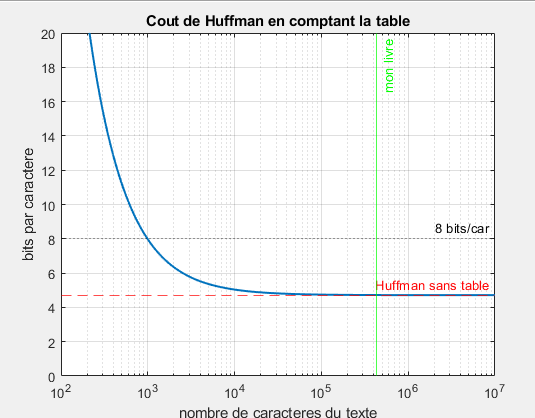 Cout de Huffman en comptant la table
20
18
16
14
12
10
8
6
4
2
0
bits par caractere
mon livre
8 bits/car
Huffman sans table
10^2
10^3
10^4
10^5
10^6
10^7
nombre de caracteres du texte